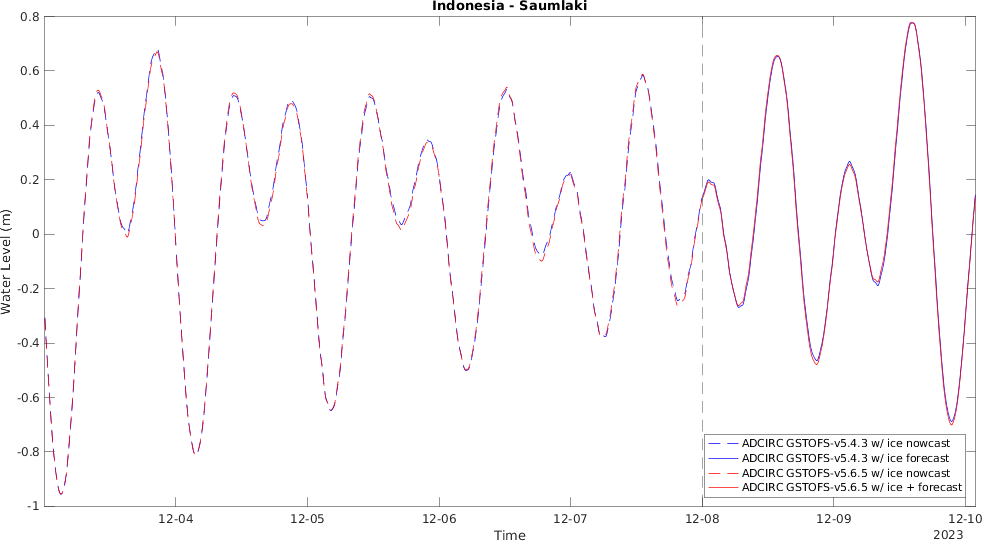 Indonesia - Saumlaki
Water Level (m)
0.8
0.6
0.4
0.2
0
-0.2
-0.4
-0.6
-0.8
-1
ADCIRC GSTOFS-v5.4.3 w/ ice nowcast
ADCIRC GSTOFS-v5.4.3 w/ ice forecast
ADCIRC GSTOFS-v5.6.5 w/ ice nowcast
ADCIRC GSTOFS-v5.6.5 w/ ice + forecast
12-04 12-05 12-06 12-07 12-08 12-09 12-10
Time
2023